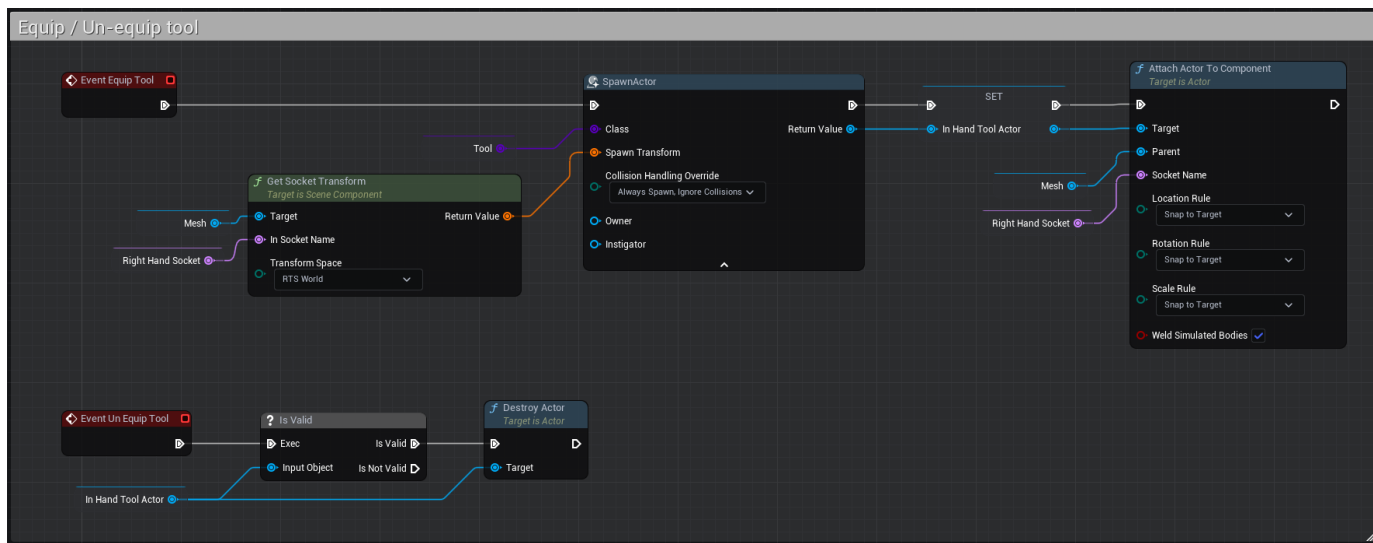 Equip / Un-equip tool
Event Equip Tool
Tool
Get Socket Transform
Target is Scene Component
Target
Return Value
In Socket Name
Transform Space
RTS World
Mesh
Right Hand Socket
SpawnActor
Class
Return Value
Spawn Transform
Collision Handling Override
Always Spawn, Ignore Collisions
Owner
Instigator
SET
In Hand Tool Actor
Mesh
Right Hand Socket
Attach Actor To Component
Target is Actor
Target
Parent
Socket Name
Location Rule
Snap to Target
Rotation Rule
Snap to Target
Scale Rule
Snap to Target
Weld Simulated Bodies
Event Un Equip Tool
In Hand Tool Actor
? Is Valid
Exec
Is Valid
Input Object
Is Not Valid
Destroy Actor
Target is Actor
Target